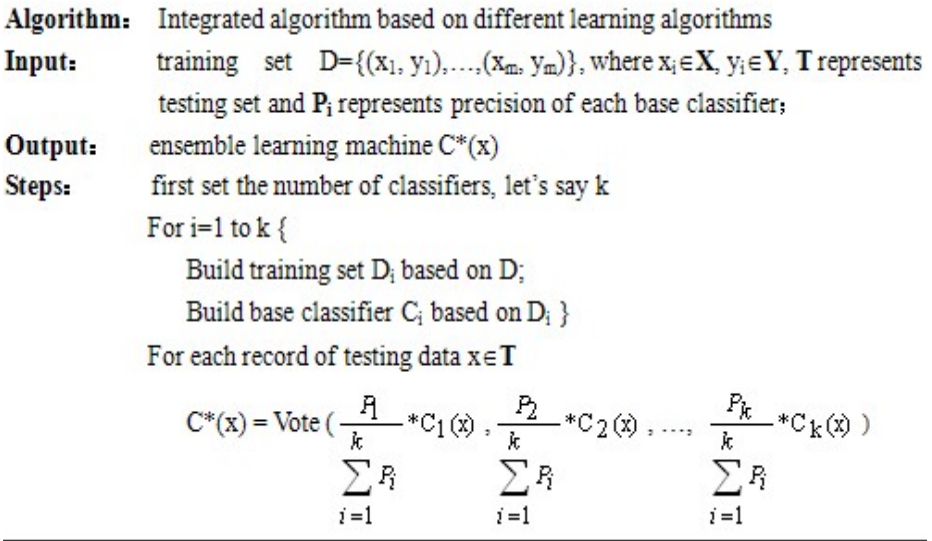 Algorithm: Integrated algorithm based on different learning algorithms
Input: training set D={(x₁, y₁),…,(xₘ, yₘ)}, where xᵢ∈X, yᵢ∈Y, T represents
testing set and Pᵢ represents precision of each base classifier;
Output: ensemble learning machine C*(x)
Steps: first set the number of classifiers, let's say k
For i=1 to k {
Build training set Dᵢ based on D;
Build base classifier Cᵢ based on Dᵢ }
For each record of testing data x∈T
C*(x) = Vote ( P₁ / ∑_{i=1}^{k} Pᵢ *C₁(x) , P₂ / ∑_{i=1}^{k} Pᵢ *C₂(x) , …, Pₖ / ∑_{i=1}^{k} Pᵢ *Cₖ(x) )